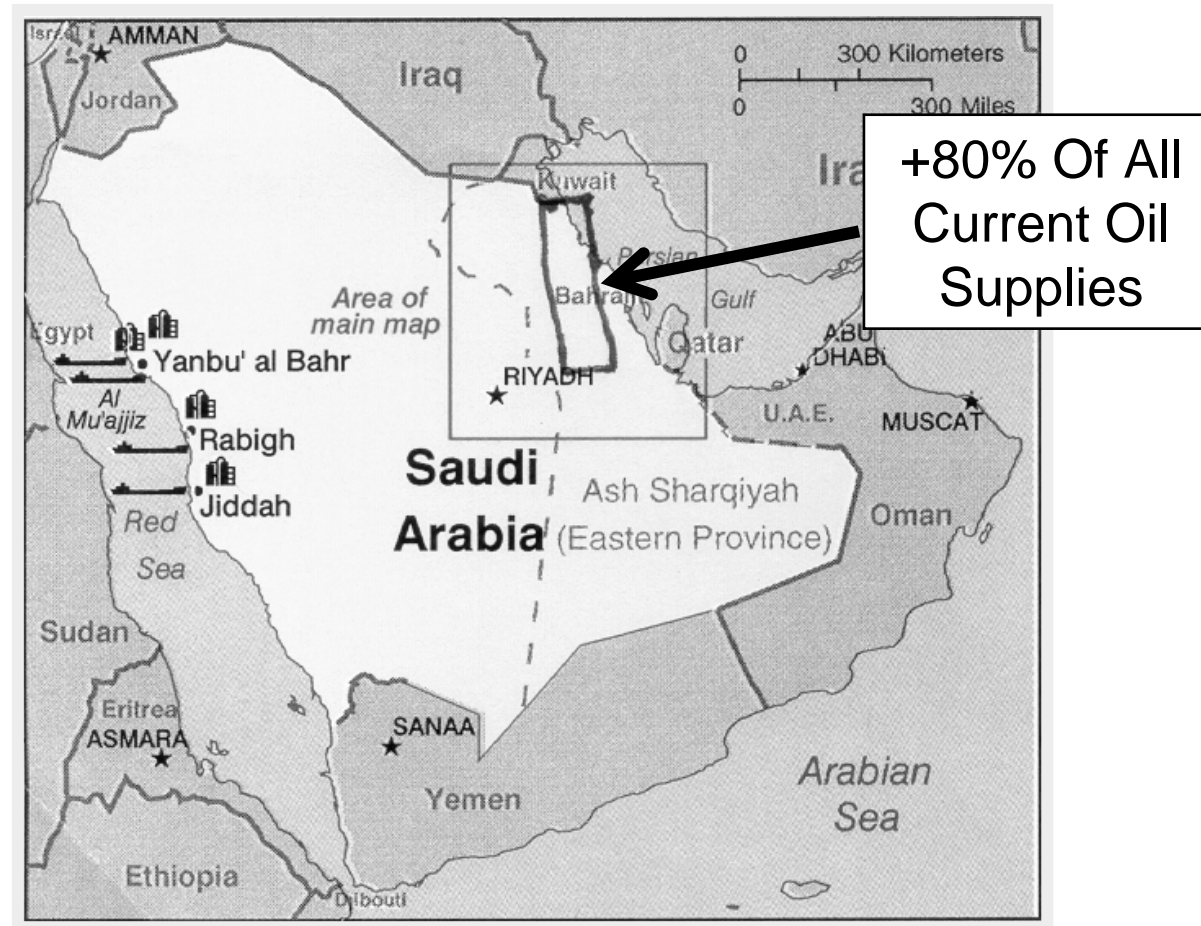 Israel
AMMAN
Jordan
Iraq
0 300 Kilometers
0 300 Miles
+80% Of All
Current Oil
Supplies
Kuwait
Persian
Gulf
Bahrain
Qatar
Area of
main map
Egypt
Yanbu' al Bahr
Al
Mu'ajjiz
Rabigh
Jiddah
Red
Sea
RIYADH
ABU
DHABI
U.A.E.
MUSCAT
Saudi
Arabia
Ash Sharqiyah
(Eastern Province)
Oman
Sudan
Eritrea
ASMARA
SANAA
Yemen
Arabian
Sea
Ethiopia
Djibouti